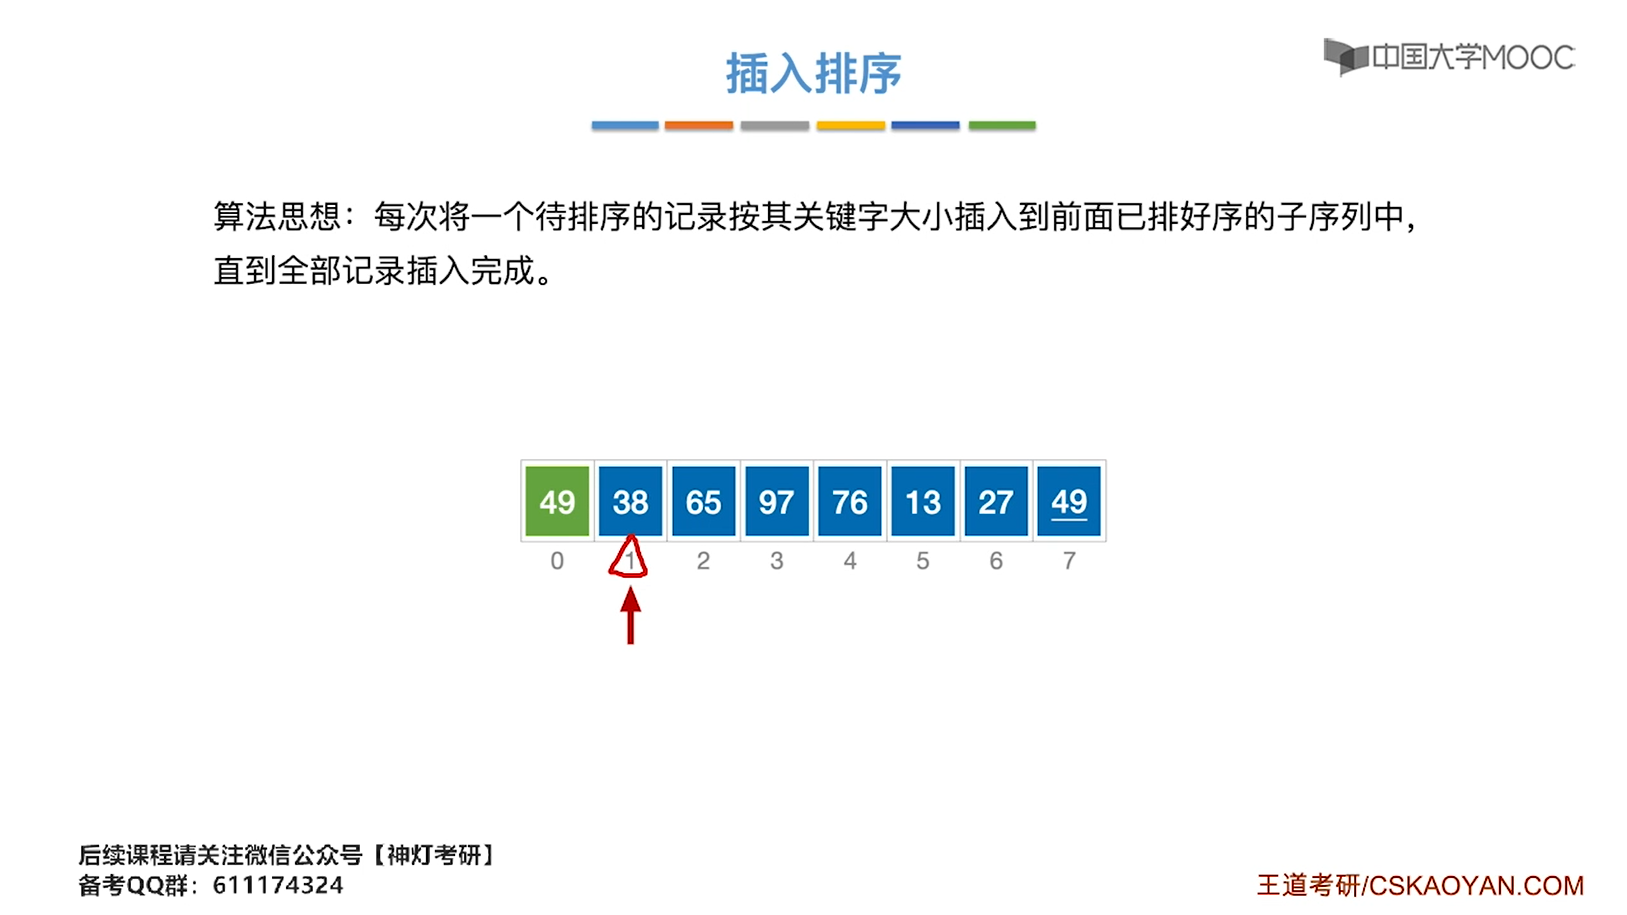 插入排序
中国大学MOOC
算法思想：每次将一个待排序的记录按其关键字大小插入到前面已排好序的子序列中，
直到全部记录插入完成。
49 38 65 97 76 13 27 49
0 1 2 3 4 5 6 7
后续课程请关注微信公众号【神灯考研】
备考QQ群：611174324
王道考研/CSKAOYAN.COM